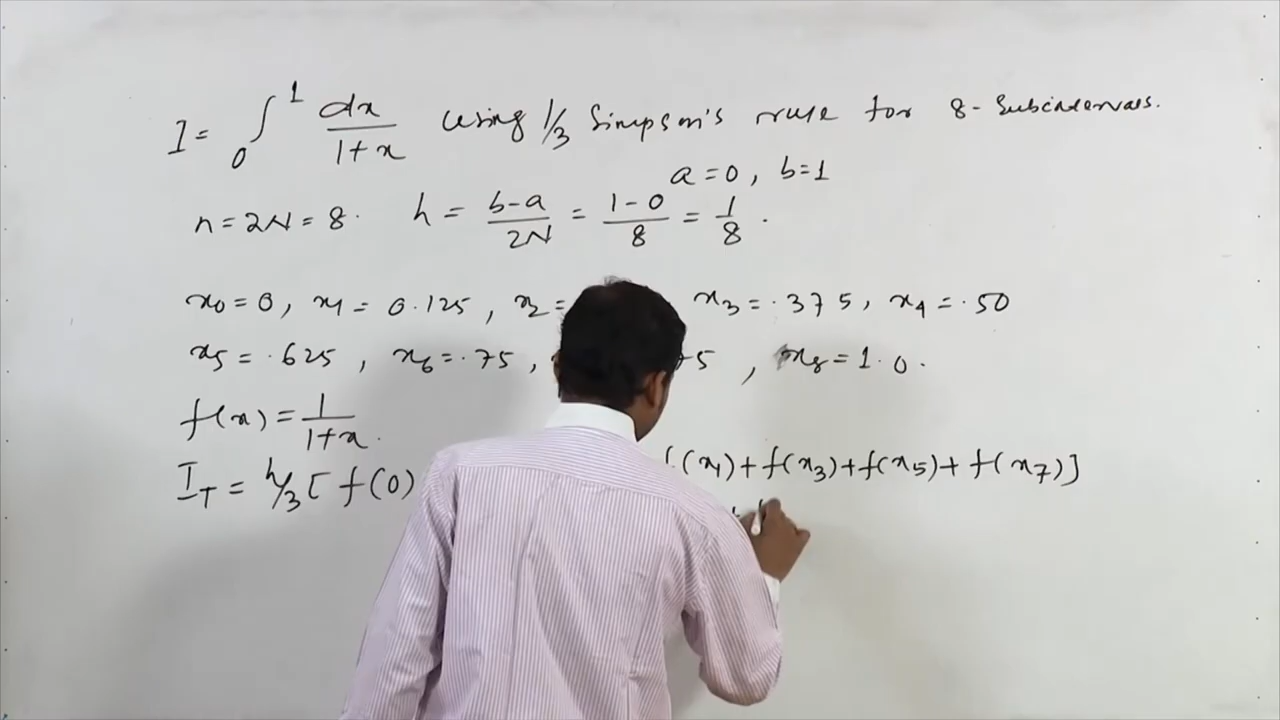 I = ∫₀¹ dx/(1+x) using 1/3 Simpson's rule for 8-Subintervals.
a = 0, b = 1
n = 2N = 8. h = (b-a)/2N = (1-0)/8 = 1/8.
x₀ = 0, x₁ = 0.125, x₂ = x₃ = .375, x₄ = .50
x₅ = .625, x₆ = .75, 75, x₈ = 1.0.
f(x) = 1/(1+x).
I_T = h/3 [ f(0) f(x₁) + f(x₃) + f(x₅) + f(x₇) ]